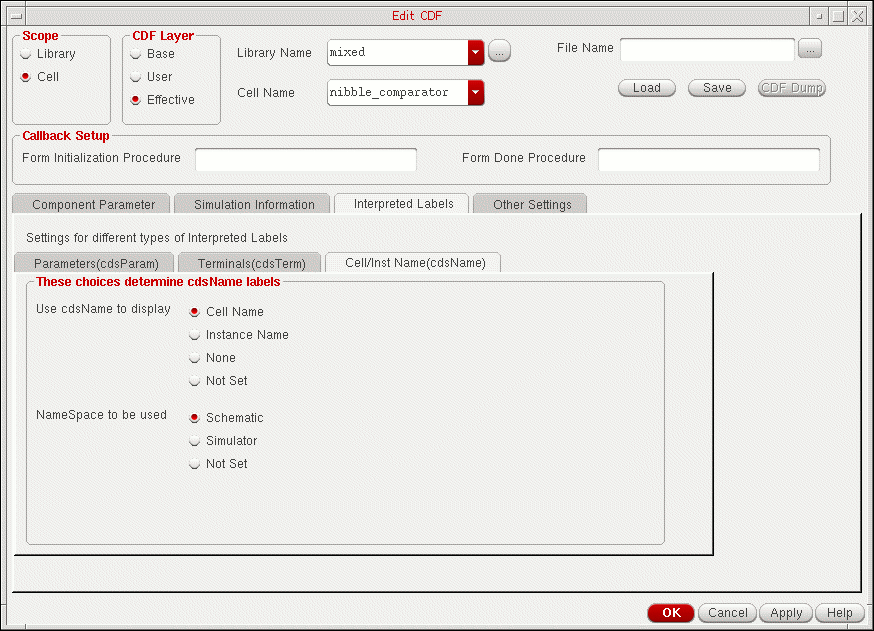 Edit CDF
Scope
Library
Cell
CDF Layer
Base
User
Effective
Library Name
mixed
...
Cell Name
nibble_comparator
File Name
...
Load
Save
CDF Dump
Callback Setup
Form Initialization Procedure
Form Done Procedure
Component Parameter
Simulation Information
Interpreted Labels
Other Settings
Settings for different types of Interpreted Labels
Parameters(cdsParam)
Terminals(cdsTerm)
Cell/Inst Name(cdsName)
These choices determine cdsName labels
Use cdsName to display
Cell Name
Instance Name
None
Not Set
NameSpace to be used
Schematic
Simulator
Not Set
OK
Cancel
Apply
Help